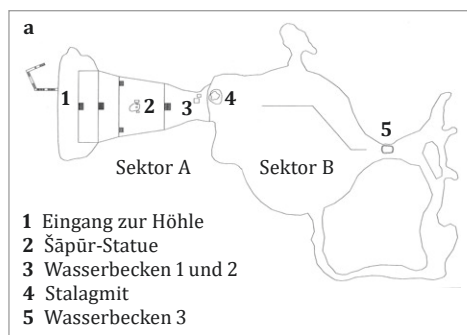 a
1
2
3
4
5
Sektor A
Sektor B
1 Eingang zur Höhle
2 Šāpūr-Statue
3 Wasserbecken 1 und 2
4 Stalagmit
5 Wasserbecken 3